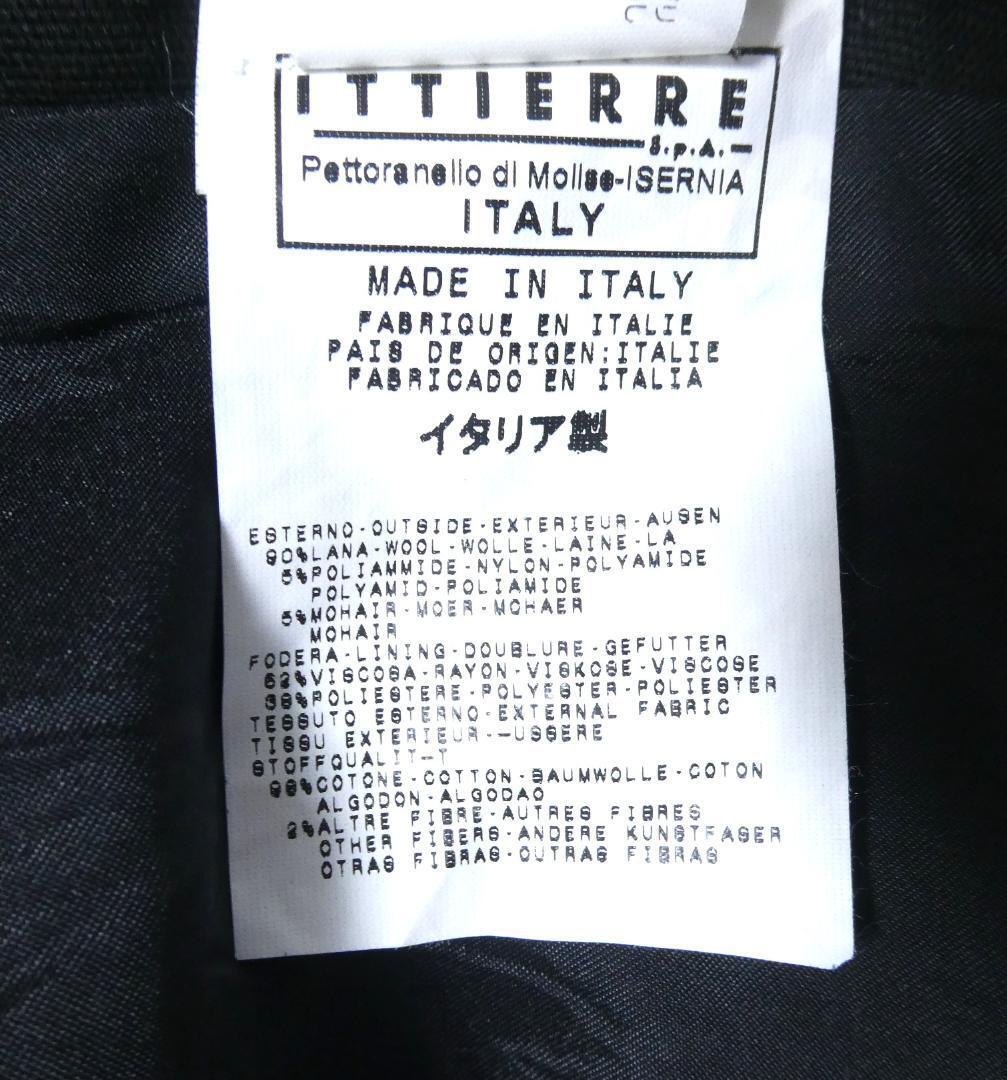 ITTIERRE
S.p.A.
Pettoranello di Molise-ISERNIA
ITALY
MADE IN ITALY
FABRIQUE EN ITALIE
PAIS DE ORIGEN:ITALIE
FABRICADO EN ITALIA
イタリア製
ESTERNO-OUTSIDE-EXTERIEUR-AUSEN
90%LANA-WOOL-WOLLE-LAINE-LA
5%POLIAMMIDE-NYLON-POLYAMIDE
POLYAMID-POLIAMIDE
5%MOHAIR-MOER-MOHAER
MOHAIR
FODERA-LINING-DOUBLURE-GEFUTTER
62%VISCOSA-RAYON-VISKOSE-VISCOSE
38%POLIESTERE-POLYESTER-POLIESTER
TESSUTO ESTERNO-EXTERNAL FABRIC
TISSU EXTERIEUR-—USSERE
STOFFQUALIT—T
98%COTONE-COTTON-BAUMWOLLE-COTON
ALGODON-ALGODAO
2%ALTRE FIBRE-AUTRES FIBRES
OTHER FIBERS-ANDERE KUNSTFASER
OTRAS FIBRAS-OUTRAS FIBRAS